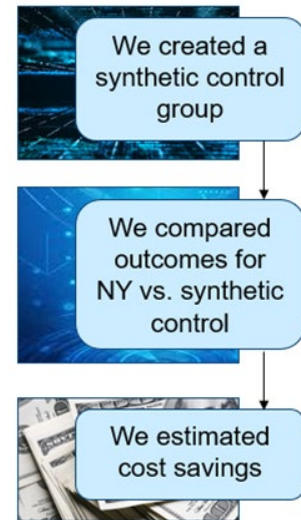 We created a
synthetic control
group
We compared
outcomes for
NY vs. synthetic
control
We estimated
cost savings